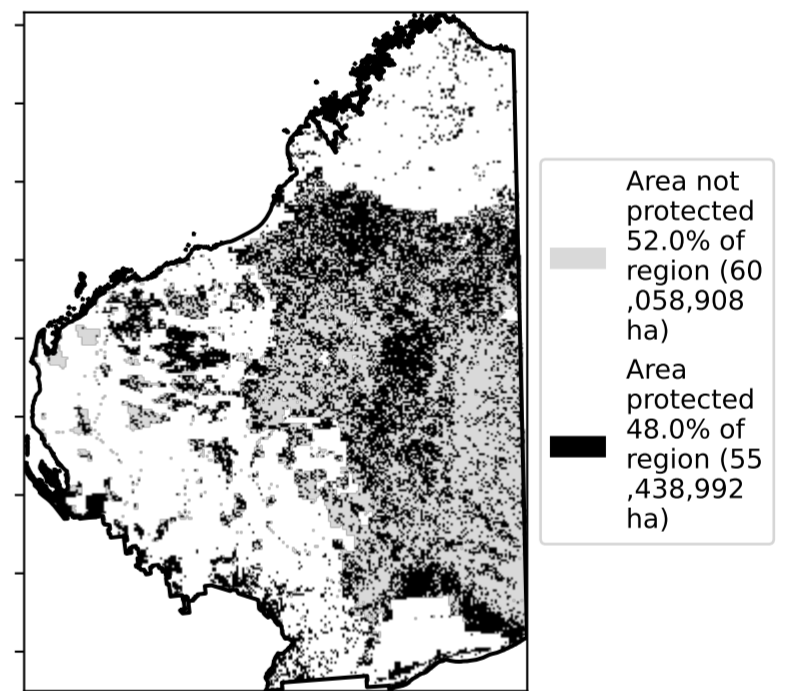 Area not
protected
52.0% of
region (60
,058,908
ha)
Area
protected
48.0% of
region (55
,438,992
ha)